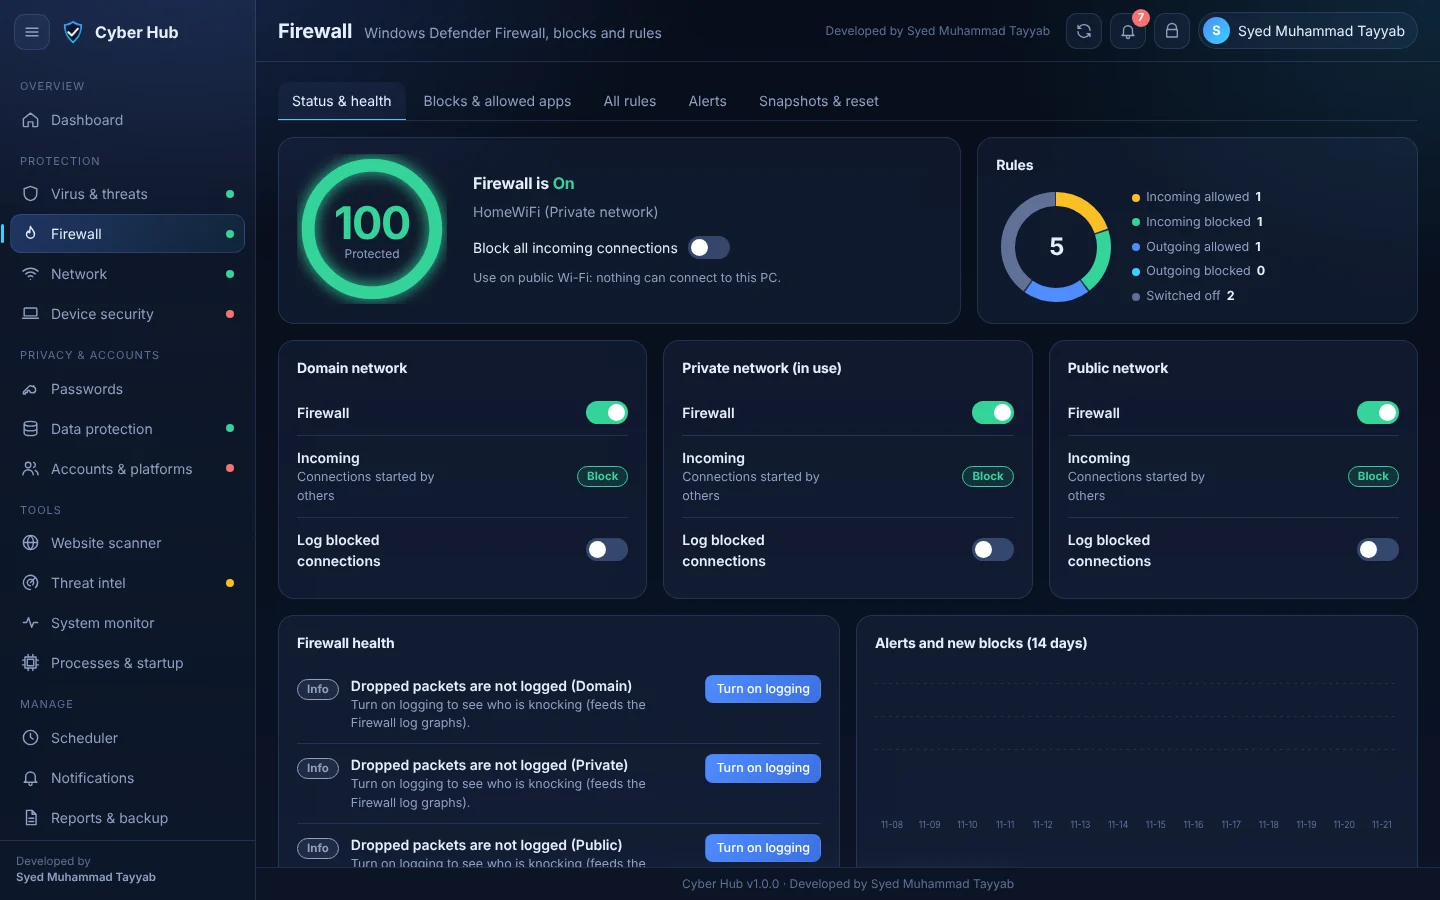 Cyber Hub
OVERVIEW
Dashboard
PROTECTION
Virus & threats
Firewall
Network
Device security
PRIVACY & ACCOUNTS
Passwords
Data protection
Accounts & platforms
TOOLS
Website scanner
Threat intel
System monitor
Processes & startup
MANAGE
Scheduler
Notifications
Reports & backup
Developed by
Syed Muhammad Tayyab
Firewall Windows Defender Firewall, blocks and rules
Developed by Syed Muhammad Tayyab
7
S Syed Muhammad Tayyab
Status & health Blocks & allowed apps All rules Alerts Snapshots & reset
100
Protected
Firewall is On
HomeWiFi (Private network)
Block all incoming connections
Use on public Wi-Fi: nothing can connect to this PC.
Rules
5
Incoming allowed 1
Incoming blocked 1
Outgoing allowed 1
Outgoing blocked 0
Switched off 2
Domain network
Firewall
Incoming
Connections started by
others
Block
Log blocked
connections
Private network (in use)
Firewall
Incoming
Connections started by
others
Block
Log blocked
connections
Public network
Firewall
Incoming
Connections started by
others
Block
Log blocked
connections
Firewall health
Info
Dropped packets are not logged (Domain)
Turn on logging to see who is knocking (feeds the
Firewall log graphs).
Turn on logging
Info
Dropped packets are not logged (Private)
Turn on logging to see who is knocking (feeds the
Firewall log graphs).
Turn on logging
Info
Dropped packets are not logged (Public)
Turn on logging to see who is knocking (feeds the
Turn on logging
Alerts and new blocks (14 days)
11-08 11-09 11-10 11-11 11-12 11-13 11-14 11-15 11-16 11-17 11-18 11-19 11-20 11-21
Cyber Hub v1.0.0 · Developed by Syed Muhammad Tayyab